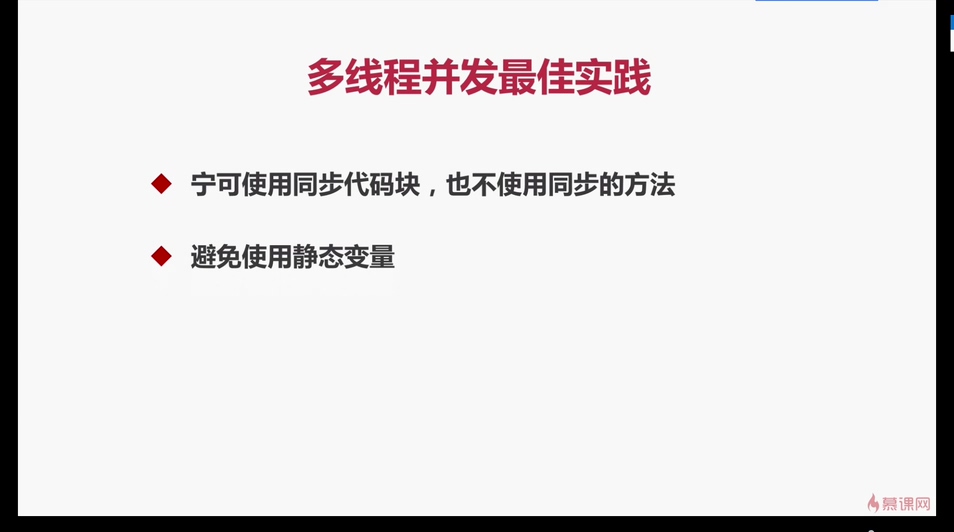 多线程并发最佳实践
宁可使用同步代码块，也不使用同步的方法
避免使用静态变量
慕课网